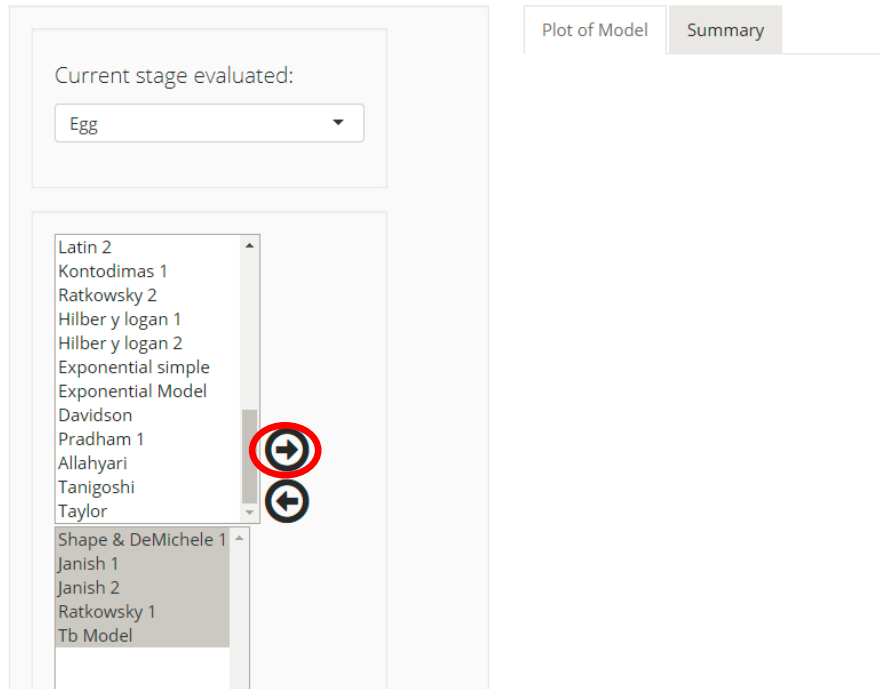 Plot of Model
Summary
Current stage evaluated:
Egg
Latin 2
Kontodimas 1
Ratkowsky 2
Hilber y logan 1
Hilber y logan 2
Exponential simple
Exponential Model
Davidson
Pradham 1
Allahyari
Tanigoshi
Taylor
Shape & DeMichele 1
Janish 1
Janish 2
Ratkowsky 1
Tb Model